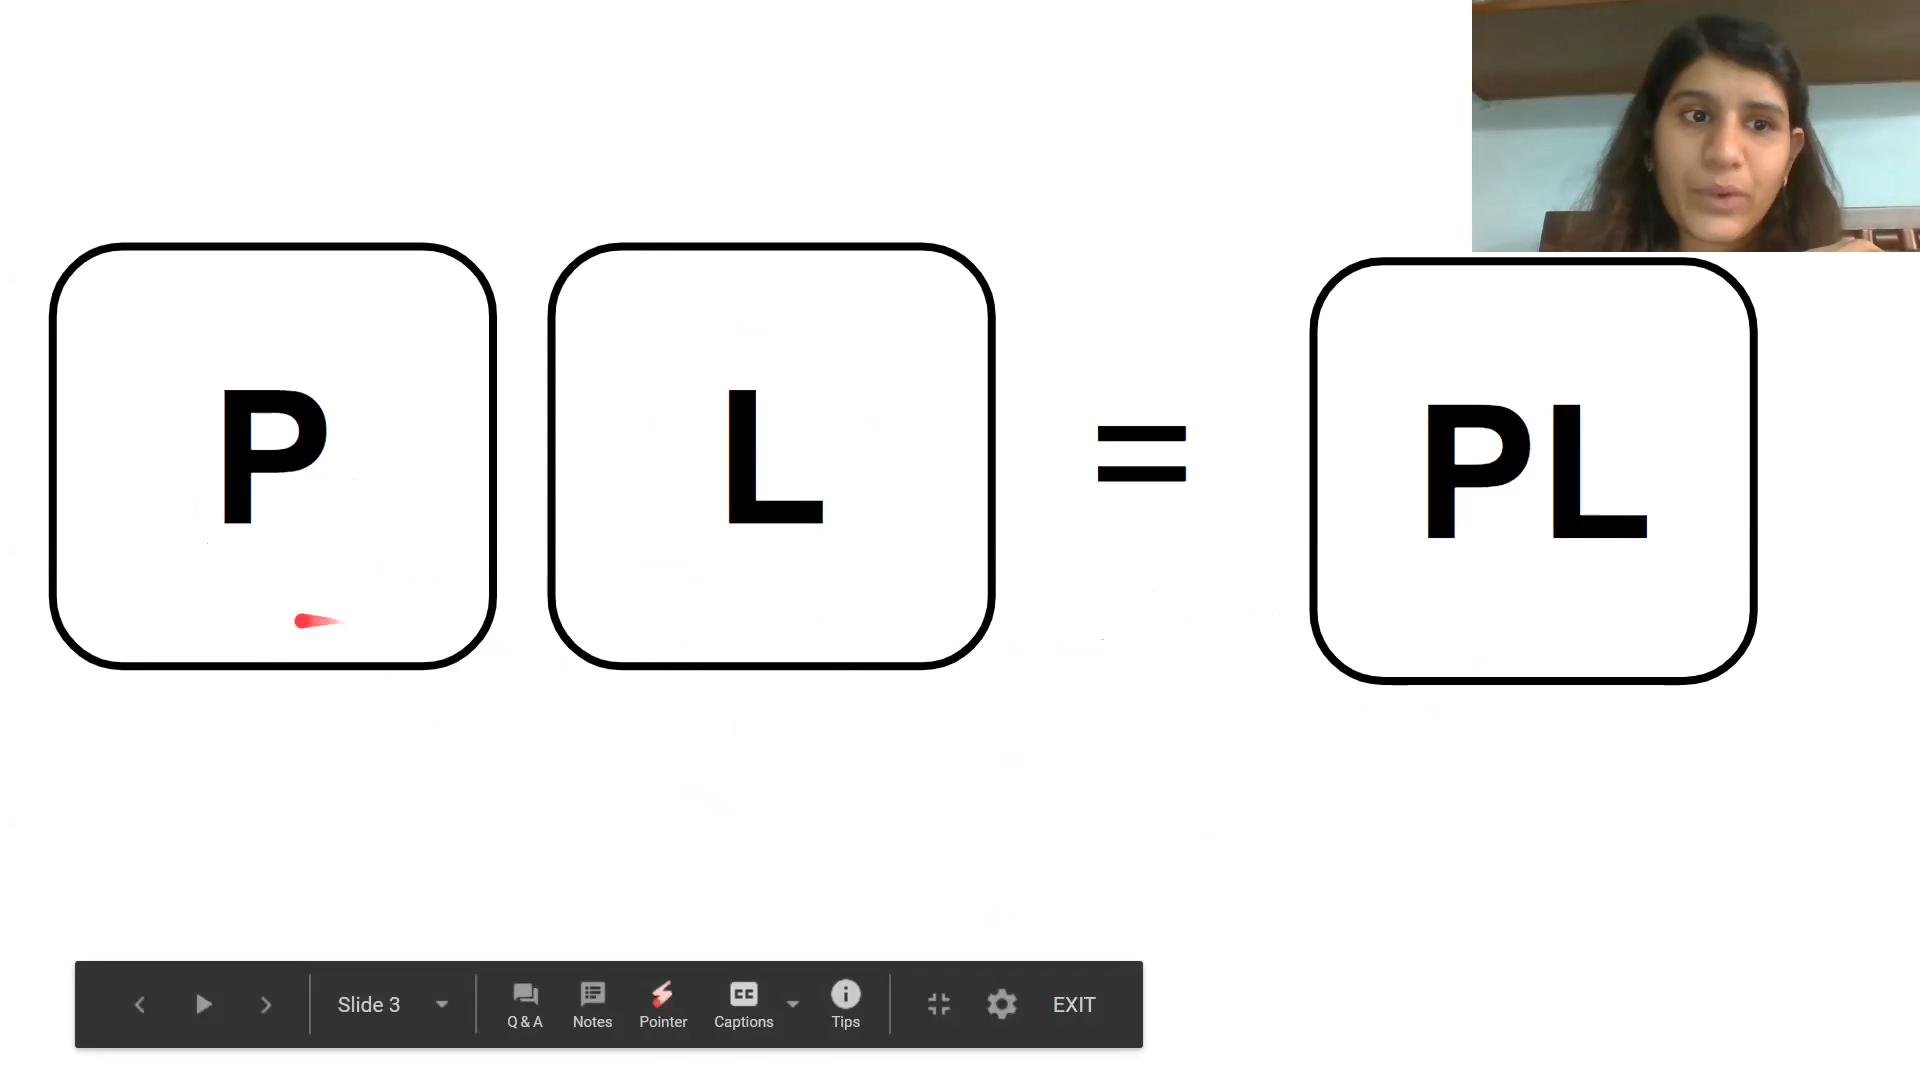 P L = PL
Slide 3 Q & A Notes Pointer Captions Tips EXIT